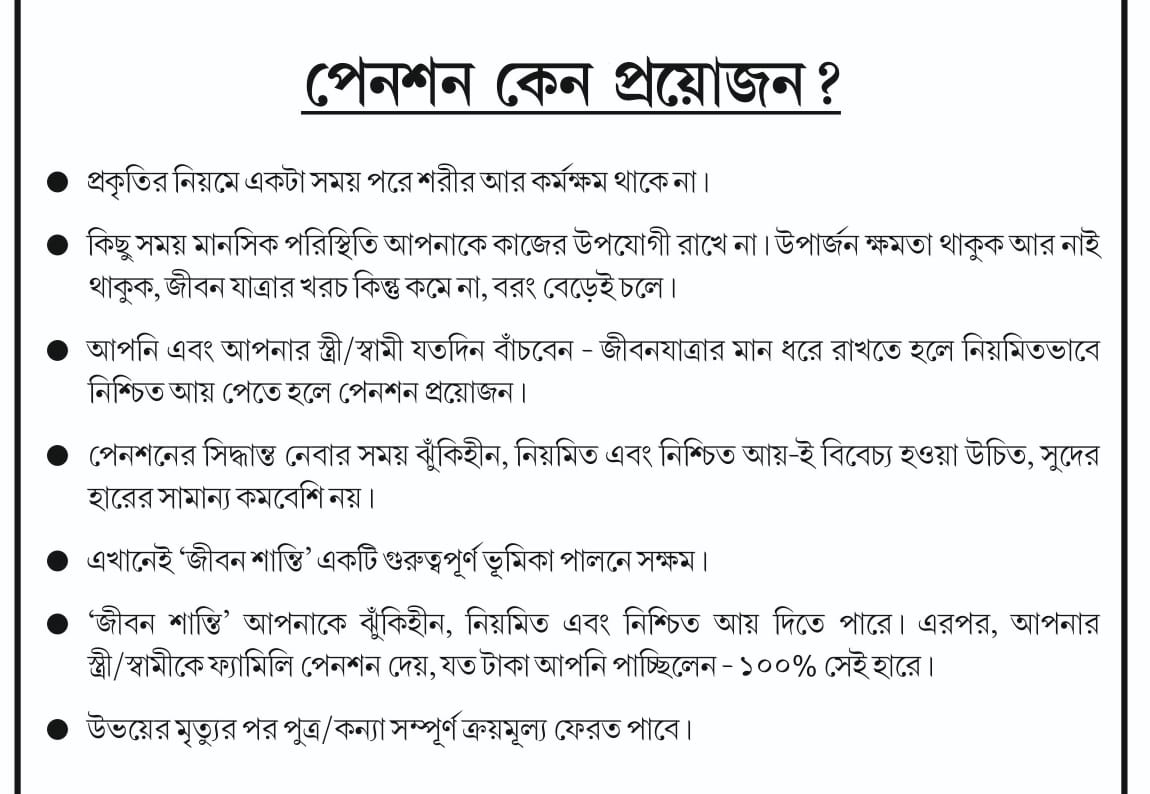 পেনশন কেন প্রয়োজন?
● প্রকৃতির নিয়মে একটা সময় পরে শরীর আর কর্মক্ষম থাকে না।
● কিছু সময় মানসিক পরিস্থিতি আপনাকে কাজের উপযোগী রাখে না। উপার্জন ক্ষমতা থাকুক আর নাই
থাকুক, জীবন যাত্রার খরচ কিন্তু কমে না, বরং বেড়েই চলে।
● আপনি এবং আপনার স্ত্রী/স্বামী যতদিন বাঁচবেন - জীবনযাত্রার মান ধরে রাখতে হলে নিয়মিতভাবে
নিশ্চিত আয় পেতে হলে পেনশন প্রয়োজন।
● পেনশনের সিদ্ধান্ত নেবার সময় ঝুঁকিহীন, নিয়মিত এবং নিশ্চিত আয়-ই বিবেচ্য হওয়া উচিত, সুদের
হারের সামান্য কমবেশি নয়।
● এখানেই ‘জীবন শান্তি’ একটি গুরুত্বপূর্ণ ভূমিকা পালনে সক্ষম।
● ‘জীবন শান্তি’ আপনাকে ঝুঁকিহীন, নিয়মিত এবং নিশ্চিত আয় দিতে পারে। এরপর, আপনার
স্ত্রী/স্বামীকে ফ্যামিলি পেনশন দেয়, যত টাকা আপনি পাচ্ছিলেন - ১০০% সেই হারে।
● উভয়ের মৃত্যুর পর পুত্র/কন্যা সম্পূর্ণ ক্রয়মূল্য ফেরত পাবে।